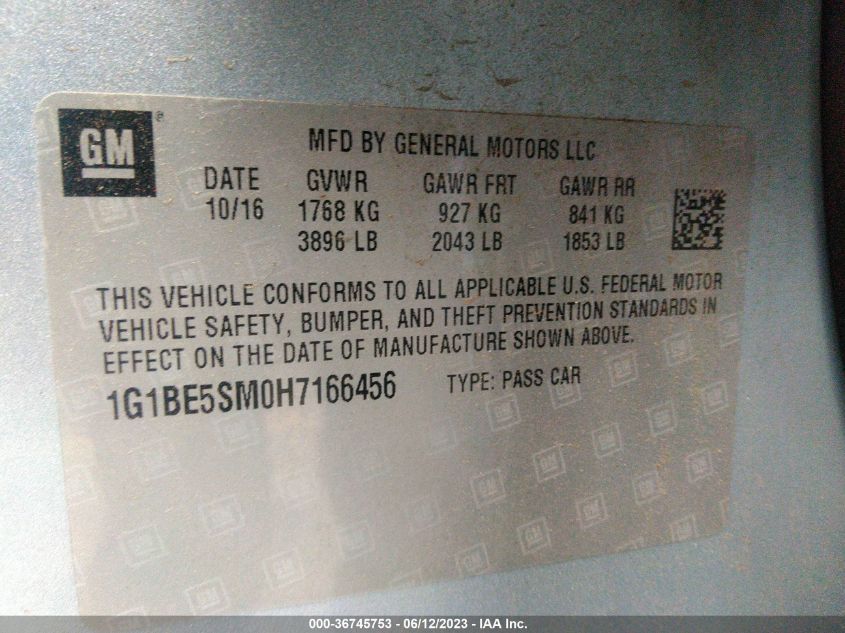 GM®
MFD BY GENERAL MOTORS LLC
DATE GVWR GAWR FRT GAWR RR
10/16 1768 KG 927 KG 841 KG
3896 LB 2043 LB 1853 LB
THIS VEHICLE CONFORMS TO ALL APPLICABLE U.S. FEDERAL MOTOR
VEHICLE SAFETY, BUMPER, AND THEFT PREVENTION STANDARDS IN
EFFECT ON THE DATE OF MANUFACTURE SHOWN ABOVE.
1G1BE5SM0H7166456 TYPE: PASS CAR
000-36745753 - 06/12/2023 - IAA Inc.